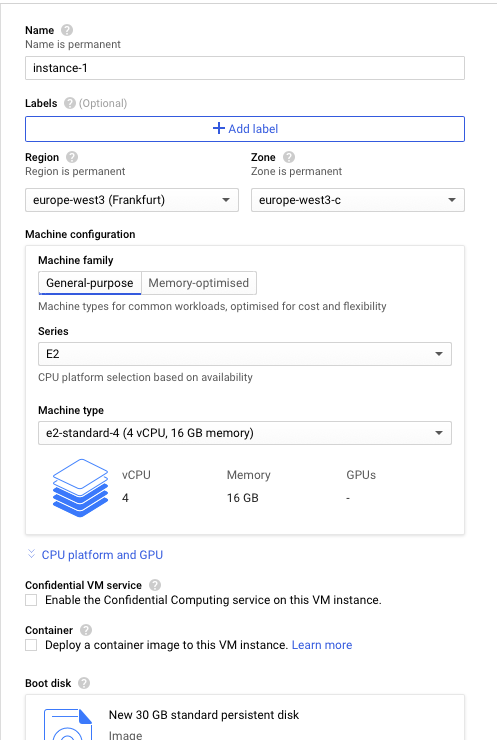 Name
Name is permanent
instance-1
Labels (Optional)
Add label
Region
Region is permanent
europe-west3 (Frankfurt)
Zone
Zone is permanent
europe-west3-c
Machine configuration
Machine family
General-purpose
Memory-optimised
Machine types for common workloads, optimised for cost and flexibility
Series
E2
CPU platform selection based on availability
Machine type
e2-standard-4 (4 vCPU, 16 GB memory)
vCPU Memory GPUs
4 16 GB -
CPU platform and GPU
Confidential VM service
Enable the Confidential Computing service on this VM instance.
Container
Deploy a container image to this VM instance. Learn more
Boot disk
New 30 GB standard persistent disk
Image